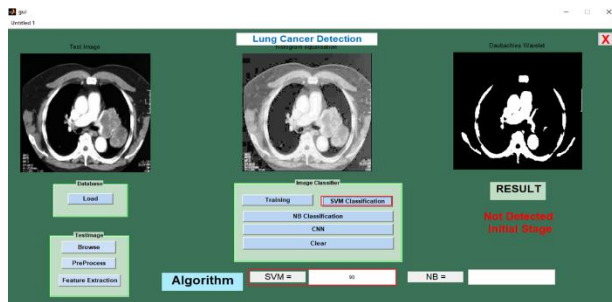 gui
Untitled 1
Lung Cancer Detection
X
Test Image
Histogram equalisation
Daubechies Wavelet
Database
Load
TestImage
Browse
PreProcess
Feature Extraction
Image Classifier
Training
SVM Classification
NB Classification
CNN
Clear
RESULT
Not Detected
Initial Stage
Algorithm
SVM =
NB =